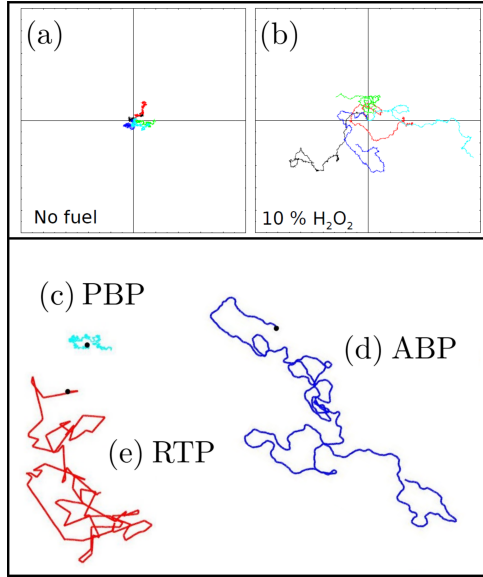 (a)
(b)
No fuel
10 % H₂O₂
(c) PBP
(d) ABP
(e) RTP